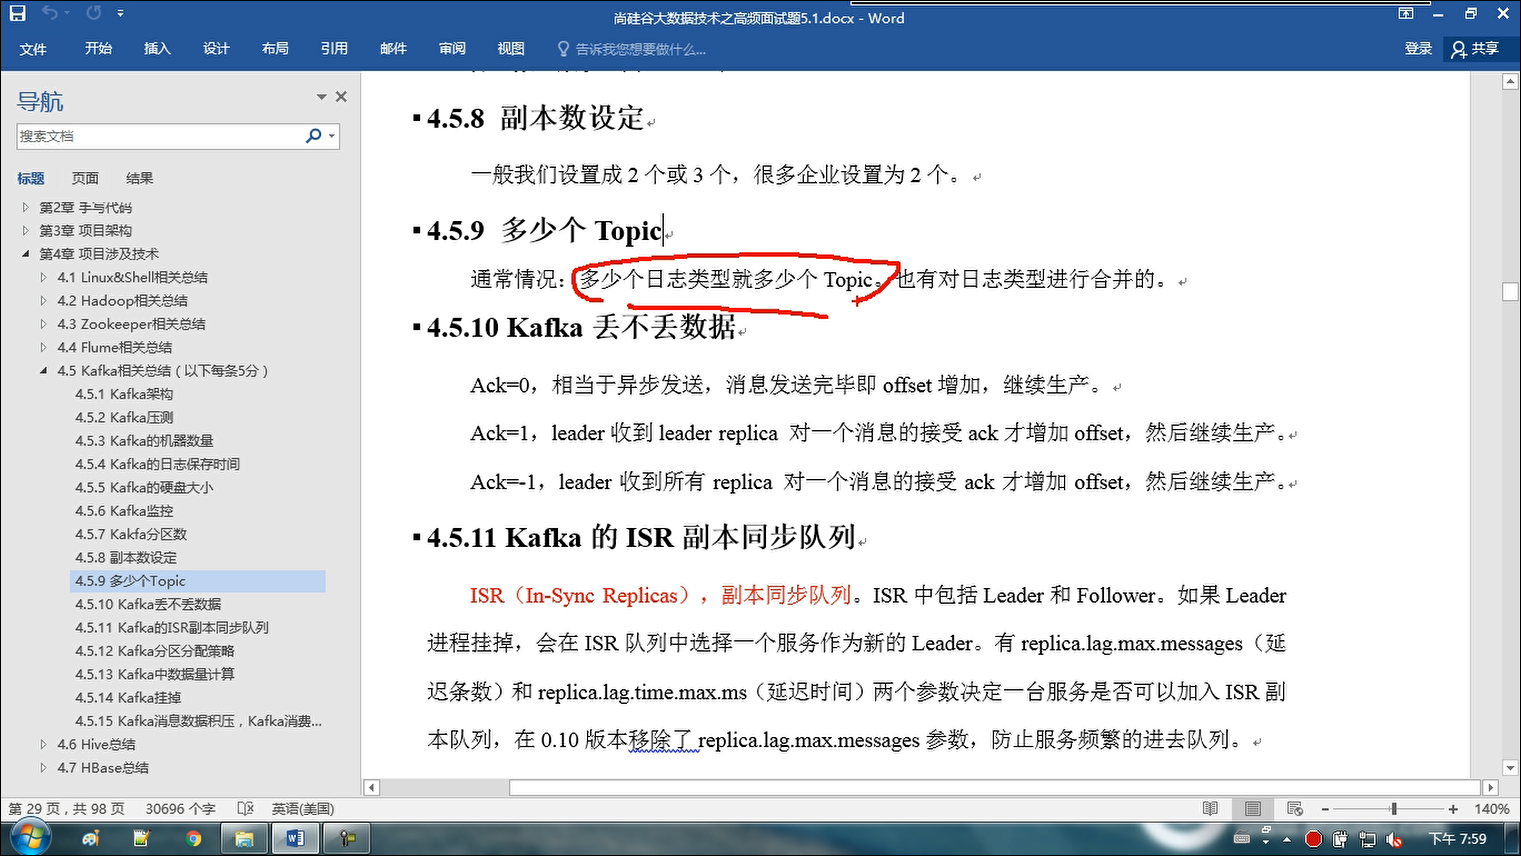 尚硅谷大数据技术之高频面试题5.1.docx - Word
文件 开始 插入 设计 布局 引用 邮件 审阅 视图 告诉我您想要做什么... 登录 共享
导航
搜索文档
标题 页面 结果
第2章 手写代码
第3章 项目架构
第4章 项目涉及技术
4.1 Linux&Shell相关总结
4.2 Hadoop相关总结
4.3 Zookeeper相关总结
4.4 Flume相关总结
4.5 Kafka相关总结（以下每条5分）
4.5.1 Kafka架构
4.5.2 Kafka压测
4.5.3 Kafka的机器数量
4.5.4 Kafka的日志保存时间
4.5.5 Kafka的硬盘大小
4.5.6 Kafka监控
4.5.7 Kakfa分区数
4.5.8 副本数设定
4.5.9 多少个Topic
4.5.10 Kafka丢不丢数据
4.5.11 Kafka的ISR副本同步队列
4.5.12 Kafka分区分配策略
4.5.13 Kafka中数据量计算
4.5.14 Kafka挂掉
4.5.15 Kafka消息数据积压，Kafka消费...
4.6 Hive总结
4.7 HBase总结
4.5.8 副本数设定
一般我们设置成 2 个或 3 个，很多企业设置为 2 个。
4.5.9 多少个 Topic
通常情况：多少个日志类型就多少个 Topic。也有对日志类型进行合并的。
4.5.10 Kafka 丢不丢数据
Ack=0，相当于异步发送，消息发送完毕即 offset 增加，继续生产。
Ack=1，leader 收到 leader replica 对一个消息的接受 ack 才增加 offset，然后继续生产。
Ack=-1，leader 收到所有 replica 对一个消息的接受 ack 才增加 offset，然后继续生产。
4.5.11 Kafka 的 ISR 副本同步队列
ISR（In-Sync Replicas），副本同步队列。ISR 中包括 Leader 和 Follower。如果 Leader
进程挂掉，会在 ISR 队列中选择一个服务作为新的 Leader。有 replica.lag.max.messages（延
迟条数）和 replica.lag.time.max.ms（延迟时间）两个参数决定一台服务是否可以加入 ISR 副
本队列，在 0.10 版本移除了 replica.lag.max.messages 参数，防止服务频繁的进去队列。
第 29 页，共 98 页 30696 个字 英语(美国) 140%
下午 7:59